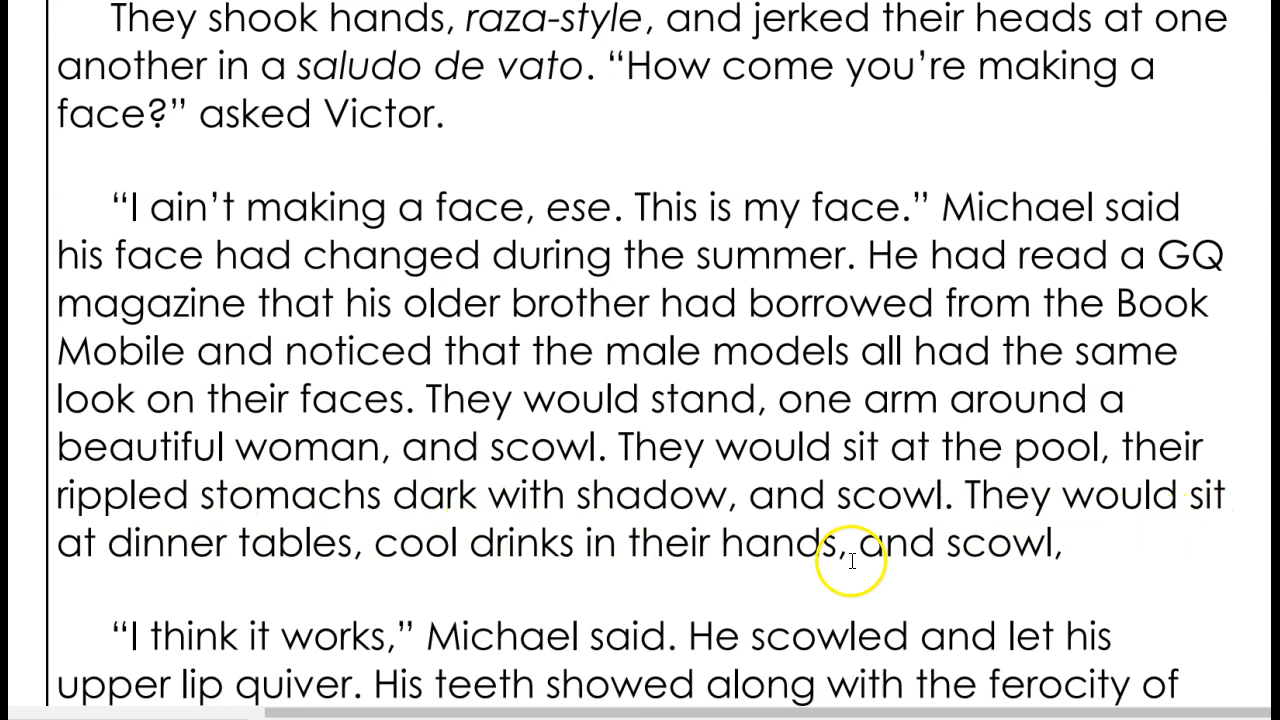 They shook hands, raza-style, and jerked their heads at one
another in a saludo de vato. “How come you’re making a
face?” asked Victor.
“I ain’t making a face, ese. This is my face.” Michael said
his face had changed during the summer. He had read a GQ
magazine that his older brother had borrowed from the Book
Mobile and noticed that the male models all had the same
look on their faces. They would stand, one arm around a
beautiful woman, and scowl. They would sit at the pool, their
rippled stomachs dark with shadow, and scowl. They would sit
at dinner tables, cool drinks in their hands, and scowl,
“I think it works,” Michael said. He scowled and let his
upper lip quiver. His teeth showed along with the ferocity of